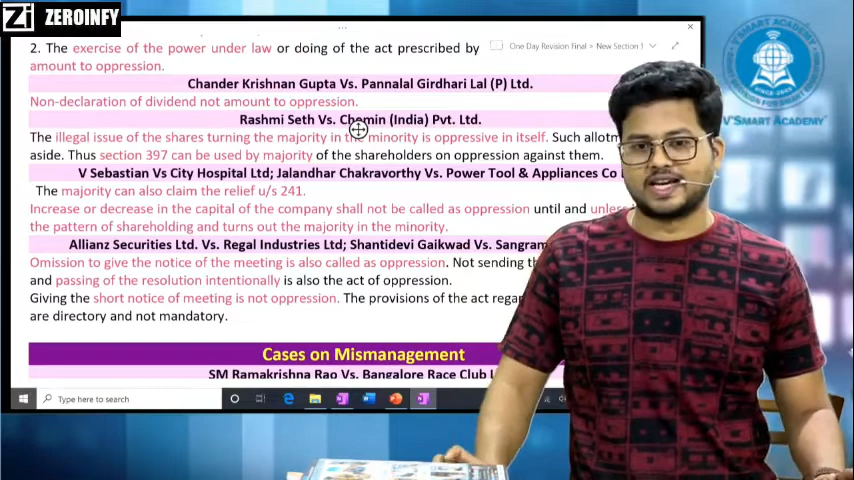 Zi ZEROINFY
2. The exercise of the power under law or doing of the act prescribed by
amount to oppression.
One Day Revision Final > New Section 1
Chander Krishnan Gupta Vs. Pannalal Girdhari Lal (P) Ltd.
Non-declaration of dividend not amount to oppression.
Rashmi Seth Vs. Chemin (India) Pvt. Ltd.
The illegal issue of the shares turning the majority in the minority is oppressive in itself. Such allotm
aside. Thus section 397 can be used by majority of the shareholders on oppression against them.
V Sebastian Vs City Hospital Ltd; Jalandhar Chakravorthy Vs. Power Tool & Appliances Co
The majority can also claim the relief u/s 241.
Increase or decrease in the capital of the company shall not be called as oppression until and unless
the pattern of shareholding and turns out the majority in the minority.
Allianz Securities Ltd. Vs. Regal Industries Ltd; Shantidevi Gaikwad Vs. Sangram
Omission to give the notice of the meeting is also called as oppression. Not sending th
and passing of the resolution intentionally is also the act of oppression.
Giving the short notice of meeting is not oppression. The provisions of the act regar
are directory and not mandatory.
Cases on Mismanagement
SM Ramakrishna Rao Vs. Bangalore Race Club L
Type here to search
V'SMART ACADEMY
SINCE 2001
V'SMART ACADEMY